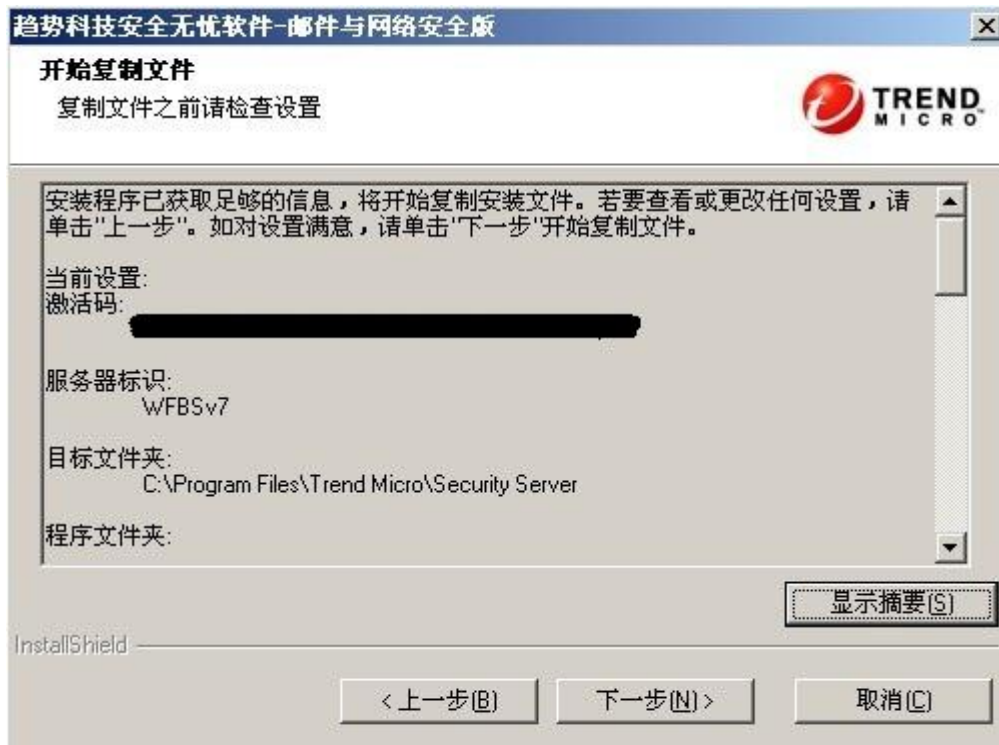 趋势科技安全无忧软件-邮件与网络安全版
开始复制文件
复制文件之前请检查设置
TREND
MICRO
安装程序已获取足够的信息，将开始复制安装文件。若要查看或更改任何设置，请
单击"上一步"。如对设置满意，请单击"下一步"开始复制文件。
当前设置:
激活码:
服务器标识:
WFBSv7
目标文件夹:
C:\Program Files\Trend Micro\Security Server
程序文件夹:
显示摘要(S)
InstallShield
<上一步(B)
下一步(N)>
取消(C)